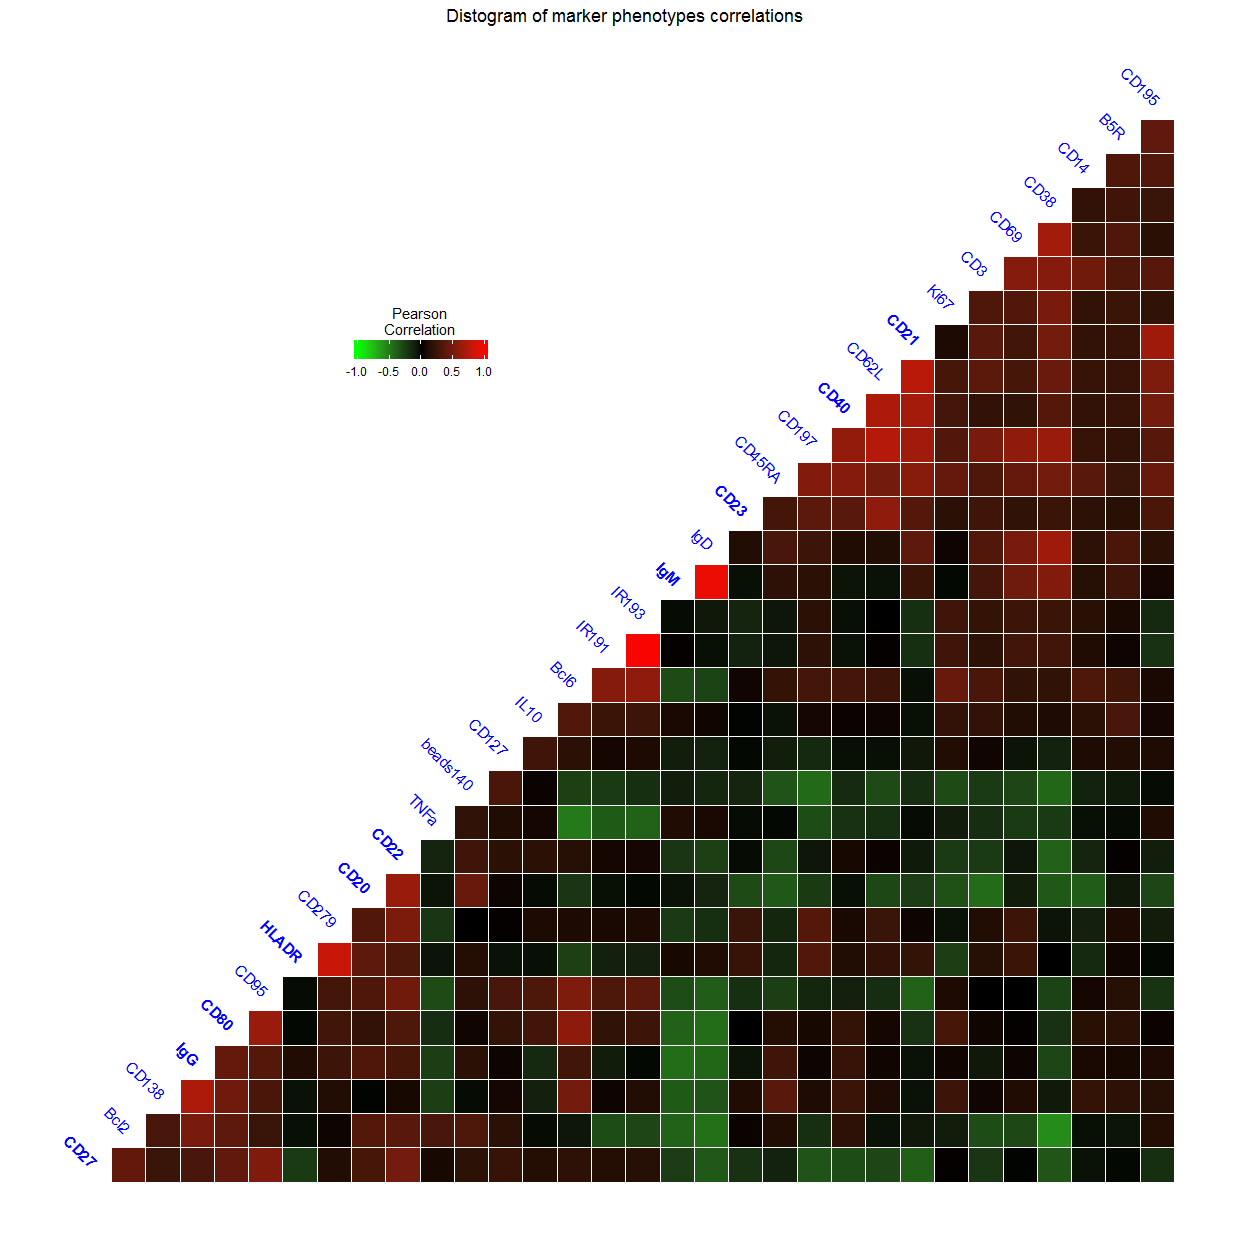 Distogram of marker phenotypes correlations
CD195
B5R
CD14
CD38
CD69
CD3
Ki67
Pearson
Correlation
CD21
CD62L
-1.0 -0.5 0.0 0.5 1.0
CD40
CD197
CD45RA
CD23
IgD
IgM
IR193
IR191
Bcl6
IL10
CD127
beads140
TNFa
CD22
CD20
CD279
HLADR
CD95
CD80
IgG
CD138
Bcl2
CD27